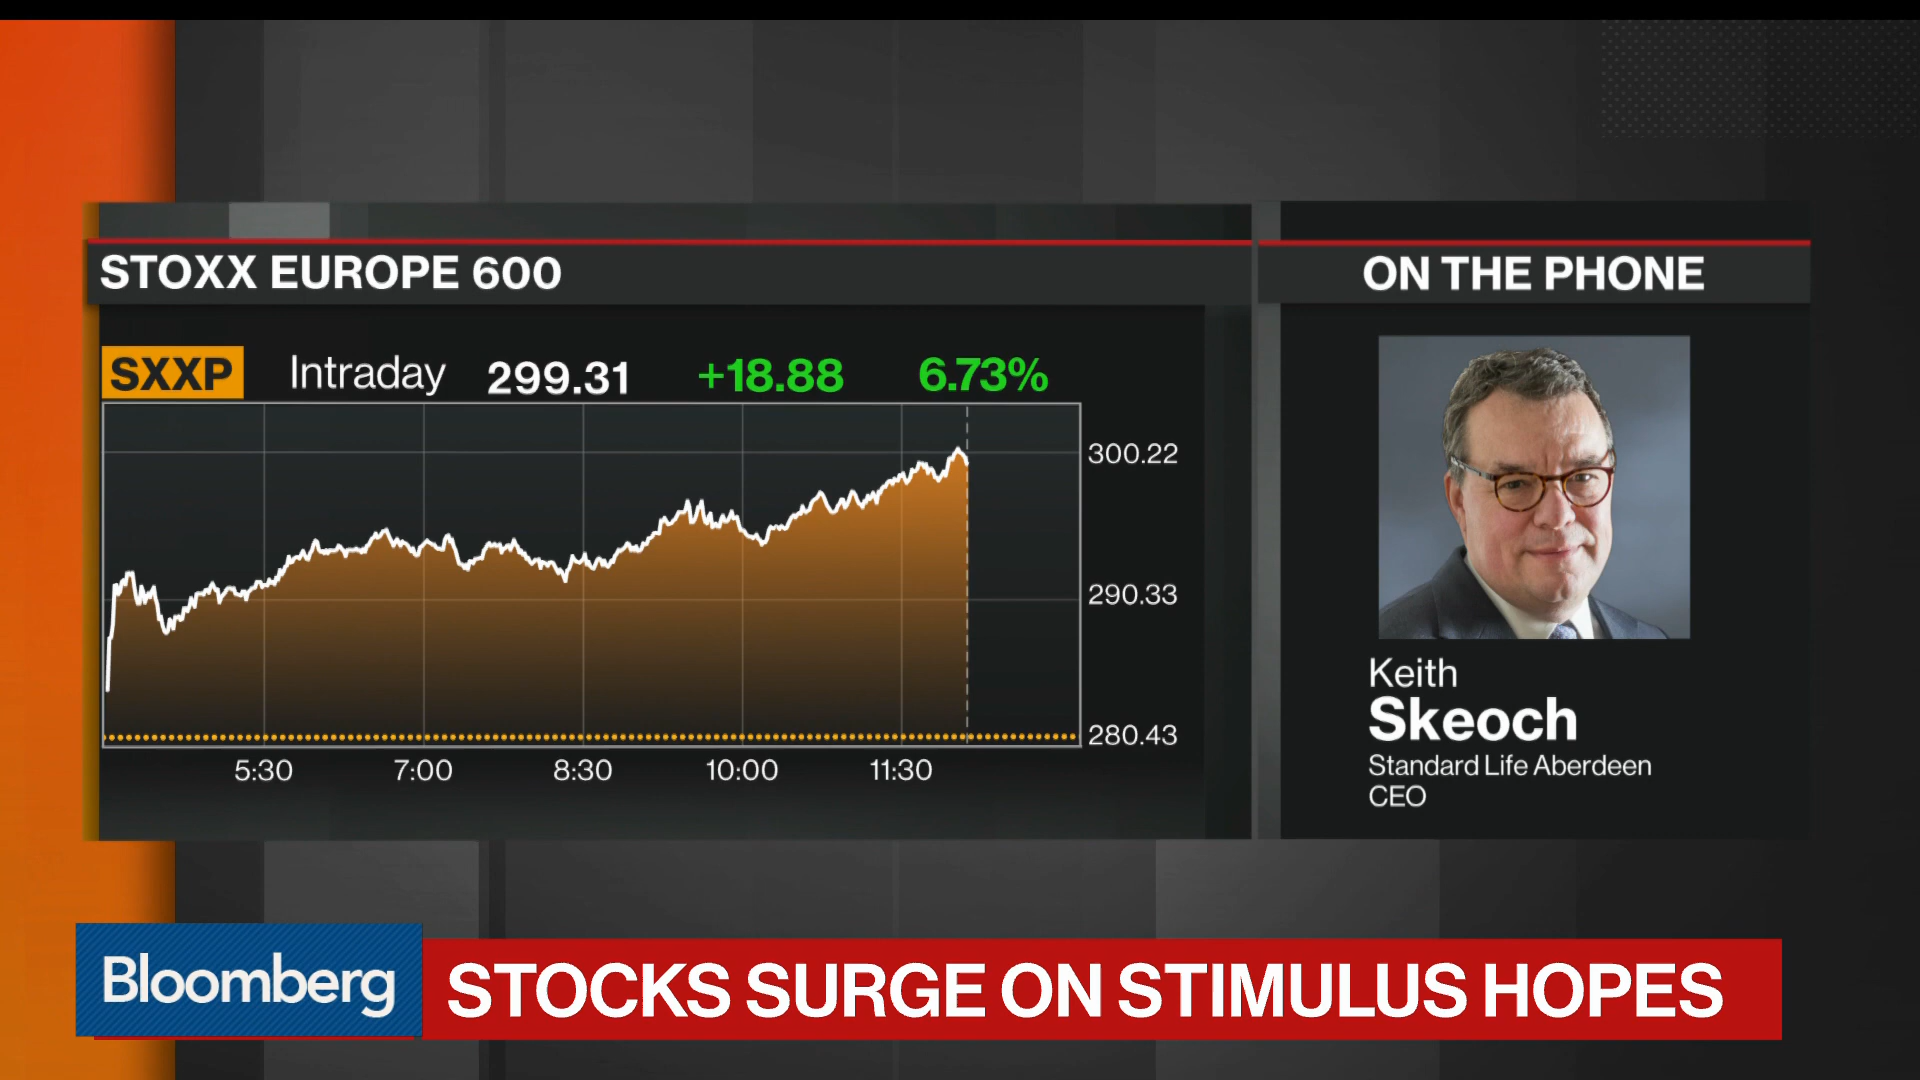 STOXX EUROPE 600
SXXP Intraday 299.31 +18.88 6.73%
300.22
290.33
280.43
5:30 7:00 8:30 10:00 11:30
ON THE PHONE
Keith
Skeoch
Standard Life Aberdeen
CEO
Bloomberg
STOCKS SURGE ON STIMULUS HOPES